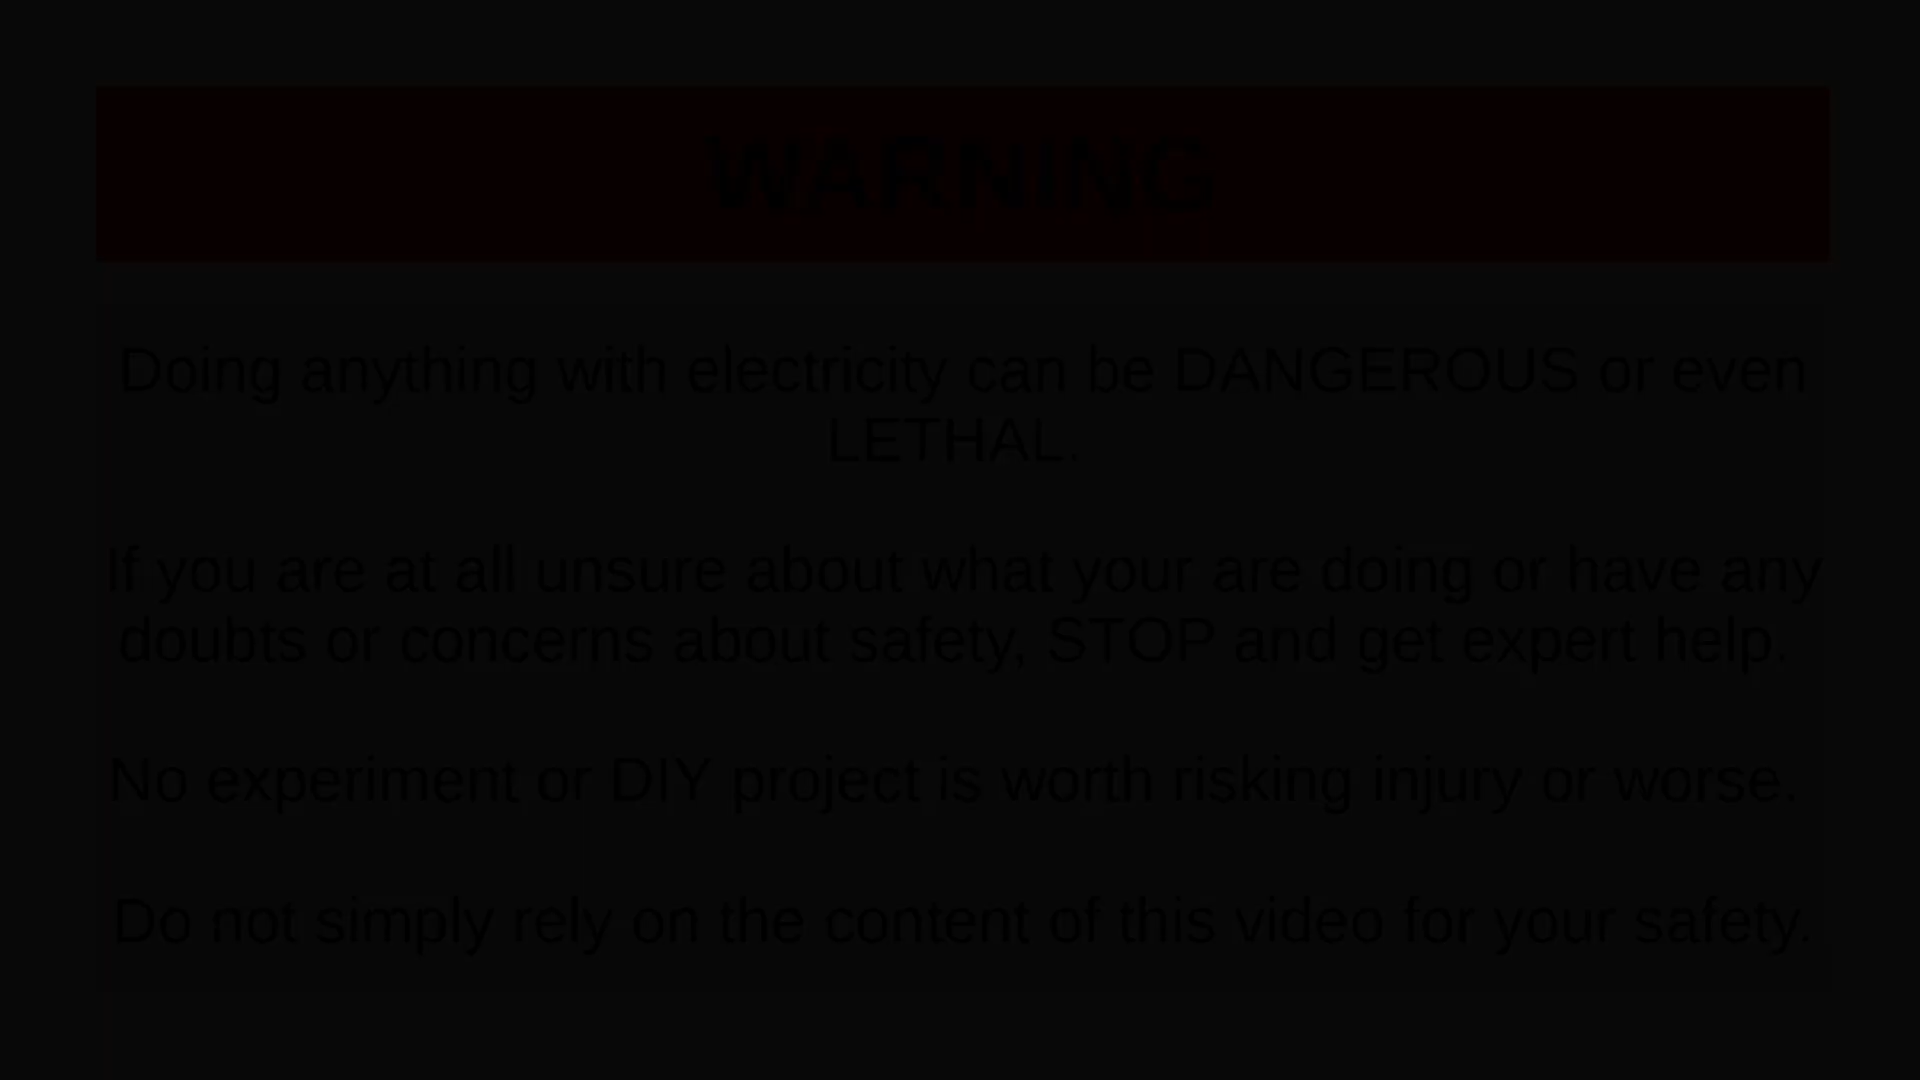 WARNING
Doing anything with electricity can be DANGEROUS or even
LETHAL.
If you are at all unsure about what your are doing or have any
doubts or concerns about safety, STOP and get expert help.
No experiment or DIY project is worth risking injury or worse.
Do not simply rely on the content of this video for your safety.